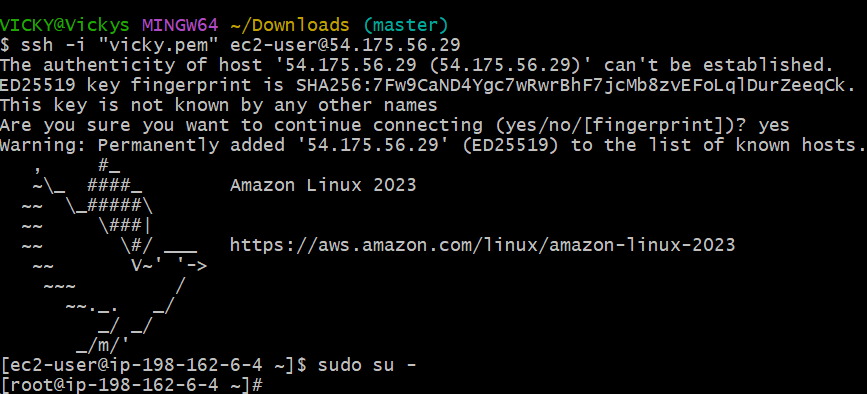 VICKY@Vickys MINGW64 ~/Downloads (master)
$ ssh -i "vicky.pem" ec2-user@54.175.56.29
The authenticity of host '54.175.56.29 (54.175.56.29)' can't be established.
ED25519 key fingerprint is SHA256:7Fw9CaND4Ygc7wRwrBhF7jcMb8zvEFoLqlDurZeeqCk.
This key is not known by any other names
Are you sure you want to continue connecting (yes/no/[fingerprint])? yes
Warning: Permanently added '54.175.56.29' (ED25519) to the list of known hosts.
   ,     #_
   ~\_  ####_        Amazon Linux 2023
  ~~  \_#####\
  ~~     \###|
  ~~       \#/ ___   https://aws.amazon.com/linux/amazon-linux-2023
   ~~       V~' '->
    ~~~         /
      ~~._.   _/
         _/ _/
       _/m/'
[ec2-user@ip-198-162-6-4 ~]$ sudo su -
[root@ip-198-162-6-4 ~]#